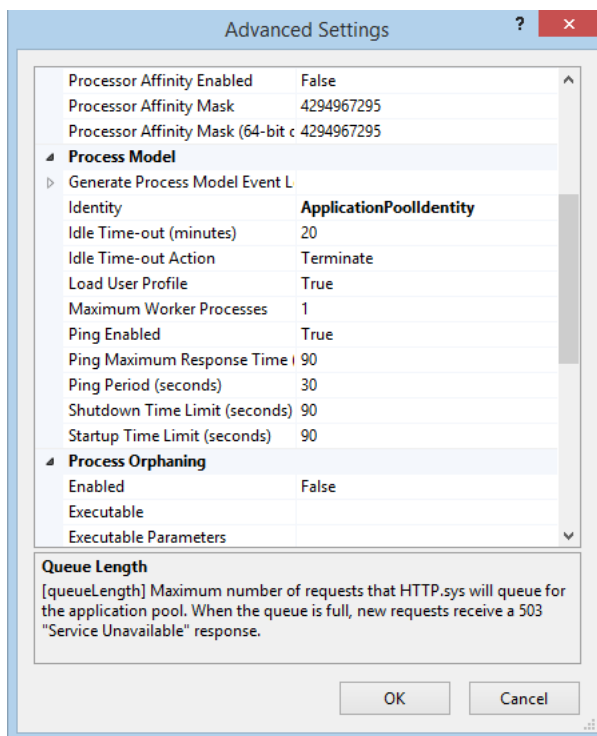 Advanced Settings
? ×
Processor Affinity Enabled False
Processor Affinity Mask 4294967295
Processor Affinity Mask (64-bit c 4294967295
Process Model
Generate Process Model Event L
Identity ApplicationPoolIdentity
Idle Time-out (minutes) 20
Idle Time-out Action Terminate
Load User Profile True
Maximum Worker Processes 1
Ping Enabled True
Ping Maximum Response Time ( 90
Ping Period (seconds) 30
Shutdown Time Limit (seconds) 90
Startup Time Limit (seconds) 90
Process Orphaning
Enabled False
Executable
Executable Parameters
Queue Length
[queueLength] Maximum number of requests that HTTP.sys will queue for
the application pool. When the queue is full, new requests receive a 503
"Service Unavailable" response.
OK Cancel